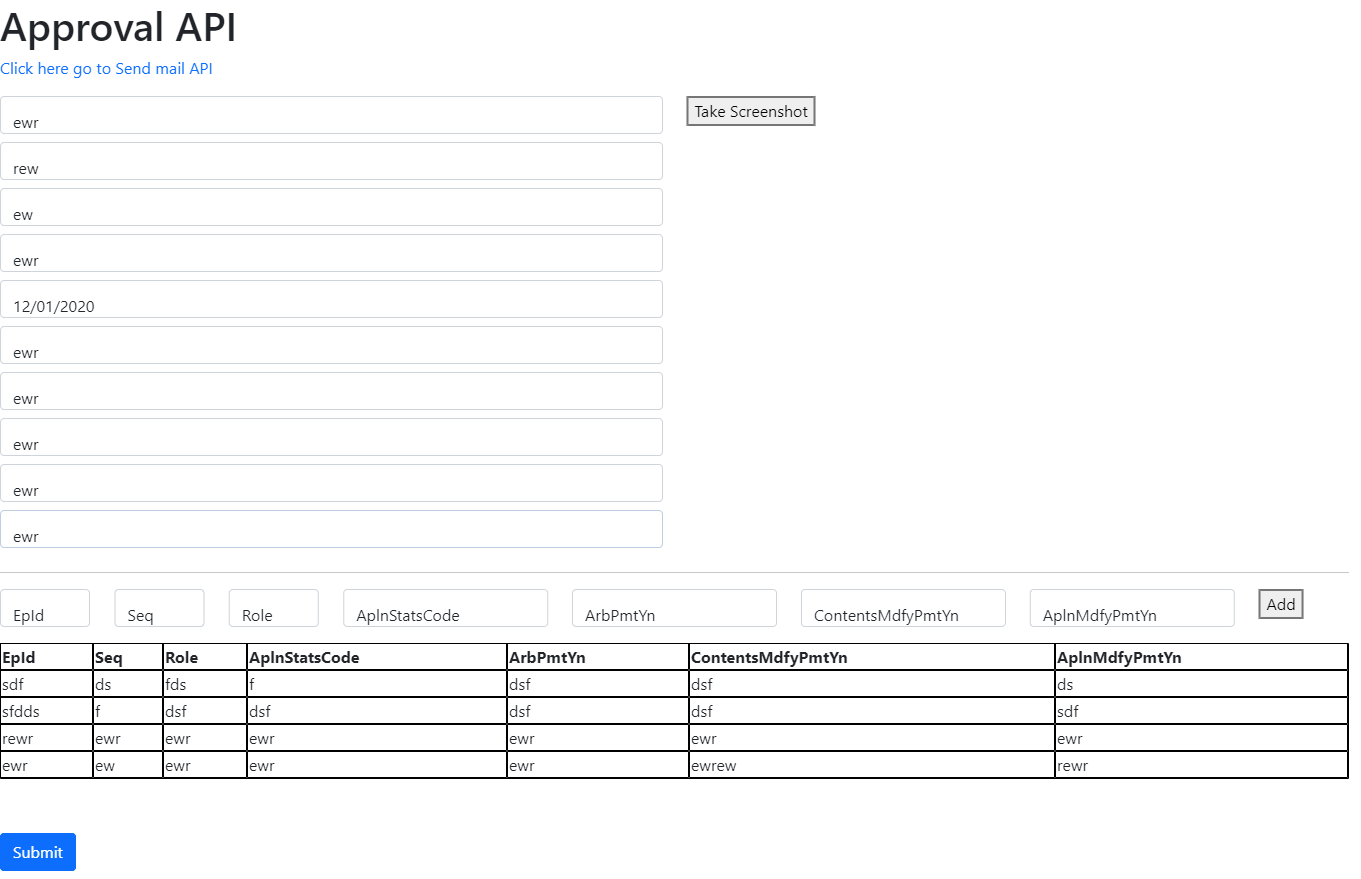 Approval API
Click here go to Send mail API
ewr
Take Screenshot
rew
ew
ewr
12/01/2020
ewr
ewr
ewr
ewr
ewr
EpId Seq Role AplnStatsCode ArbPmtYn ContentsMdfyPmtYn AplnMdfyPmtYn Add
EpId Seq Role AplnStatsCode ArbPmtYn ContentsMdfyPmtYn AplnMdfyPmtYn
sdf ds fds f dsf dsf ds
sfdds f dsf dsf dsf dsf sdf
rewr ewr ewr ewr ewr ewr ewr
ewr ew ewr ewr ewr ewrew rewr
Submit